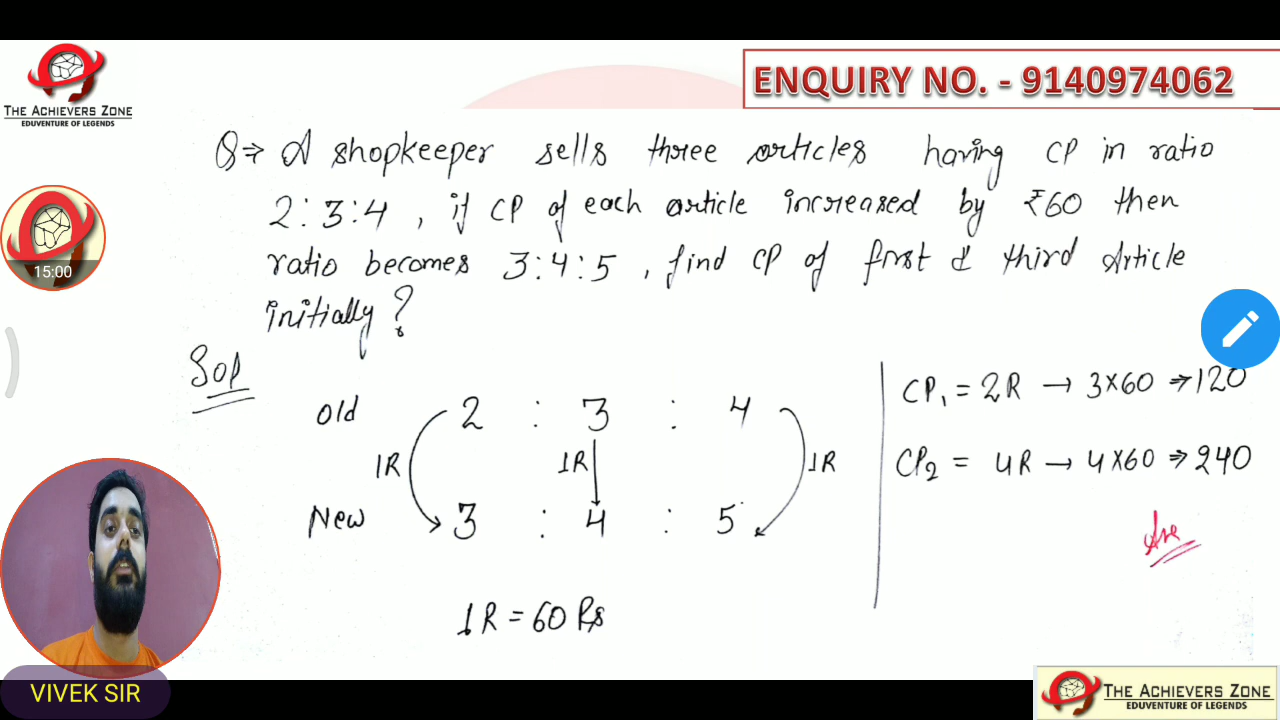 THE ACHIEVERS ZONE
EDUVENTURE OF LEGENDS
ENQUIRY NO. - 9140974062
Q⇒ A shopkeeper sells three articles having CP in ratio
2:3:4 , if CP of each article increased by ₹60 then
ratio becomes 3:4:5 , find CP of first & third Article
initially ?
15:00
Sol
Old 2 : 3 : 4
1R 1R 1R
New 3 : 4 : 5
1R = 60 Rs
CP₁ = 2R → 3×60 ⇒ 120
CP₂ = 4R → 4×60 ⇒ 240
Ans
VIVEK SIR
THE ACHIEVERS ZONE
EDUVENTURE OF LEGENDS